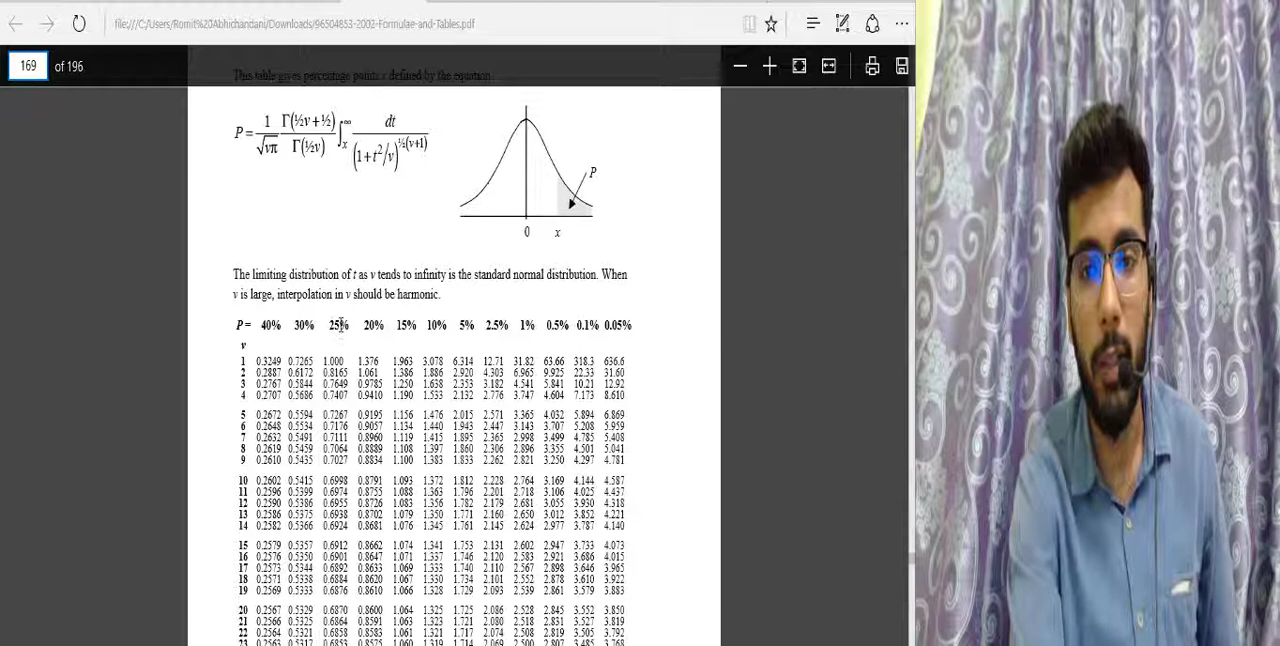 file:///C:/Users/Romit%20Abhichandani/Downloads/96504853-2002-Formulae-and-Tables.pdf
169 of 196
This table gives percentage points x defined by the equation
P = 1/√νπ Γ(½ν+½)/Γ(½ν) ∫x∞ dt/(1+t²/ν)^½(ν+1)
P
0 x
The limiting distribution of t as ν tends to infinity is the standard normal distribution. When
ν is large, interpolation in ν should be harmonic.
P = 40% 30% 25% 20% 15% 10% 5% 2.5% 1% 0.5% 0.1% 0.05%
ν
1 0.3249 0.7265 1.000 1.376 1.963 3.078 6.314 12.71 31.82 63.66 318.3 636.6
2 0.2887 0.6172 0.8165 1.061 1.386 1.886 2.920 4.303 6.965 9.925 22.33 31.60
3 0.2767 0.5844 0.7649 0.9785 1.250 1.638 2.353 3.182 4.541 5.841 10.21 12.92
4 0.2707 0.5686 0.7407 0.9410 1.190 1.533 2.132 2.776 3.747 4.604 7.173 8.610
5 0.2672 0.5594 0.7267 0.9195 1.156 1.476 2.015 2.571 3.365 4.032 5.894 6.869
6 0.2648 0.5534 0.7176 0.9057 1.134 1.440 1.943 2.447 3.143 3.707 5.208 5.959
7 0.2632 0.5491 0.7111 0.8960 1.119 1.415 1.895 2.365 2.998 3.499 4.785 5.408
8 0.2619 0.5459 0.7064 0.8889 1.108 1.397 1.860 2.306 2.896 3.355 4.501 5.041
9 0.2610 0.5435 0.7027 0.8834 1.100 1.383 1.833 2.262 2.821 3.250 4.297 4.781
10 0.2602 0.5415 0.6998 0.8791 1.093 1.372 1.812 2.228 2.764 3.169 4.144 4.587
11 0.2596 0.5399 0.6974 0.8755 1.088 1.363 1.796 2.201 2.718 3.106 4.025 4.437
12 0.2590 0.5386 0.6955 0.8726 1.083 1.356 1.782 2.179 2.681 3.055 3.930 4.318
13 0.2586 0.5375 0.6938 0.8702 1.079 1.350 1.771 2.160 2.650 3.012 3.852 4.221
14 0.2582 0.5366 0.6924 0.8681 1.076 1.345 1.761 2.145 2.624 2.977 3.787 4.140
15 0.2579 0.5357 0.6912 0.8662 1.074 1.341 1.753 2.131 2.602 2.947 3.733 4.073
16 0.2576 0.5350 0.6901 0.8647 1.071 1.337 1.746 2.120 2.583 2.921 3.686 4.015
17 0.2573 0.5344 0.6892 0.8633 1.069 1.333 1.740 2.110 2.567 2.898 3.646 3.965
18 0.2571 0.5338 0.6884 0.8620 1.067 1.330 1.734 2.101 2.552 2.878 3.610 3.922
19 0.2569 0.5333 0.6876 0.8610 1.066 1.328 1.729 2.093 2.539 2.861 3.579 3.883
20 0.2567 0.5329 0.6870 0.8600 1.064 1.325 1.725 2.086 2.528 2.845 3.552 3.850
21 0.2566 0.5325 0.6864 0.8591 1.063 1.323 1.721 2.080 2.518 2.831 3.527 3.819
22 0.2564 0.5321 0.6858 0.8583 1.061 1.321 1.717 2.074 2.508 2.819 3.505 3.792
23 0.2563 0.5317 0.6853 0.8575 1.060 1.319 1.714 2.069 2.500 2.807 3.485 3.768